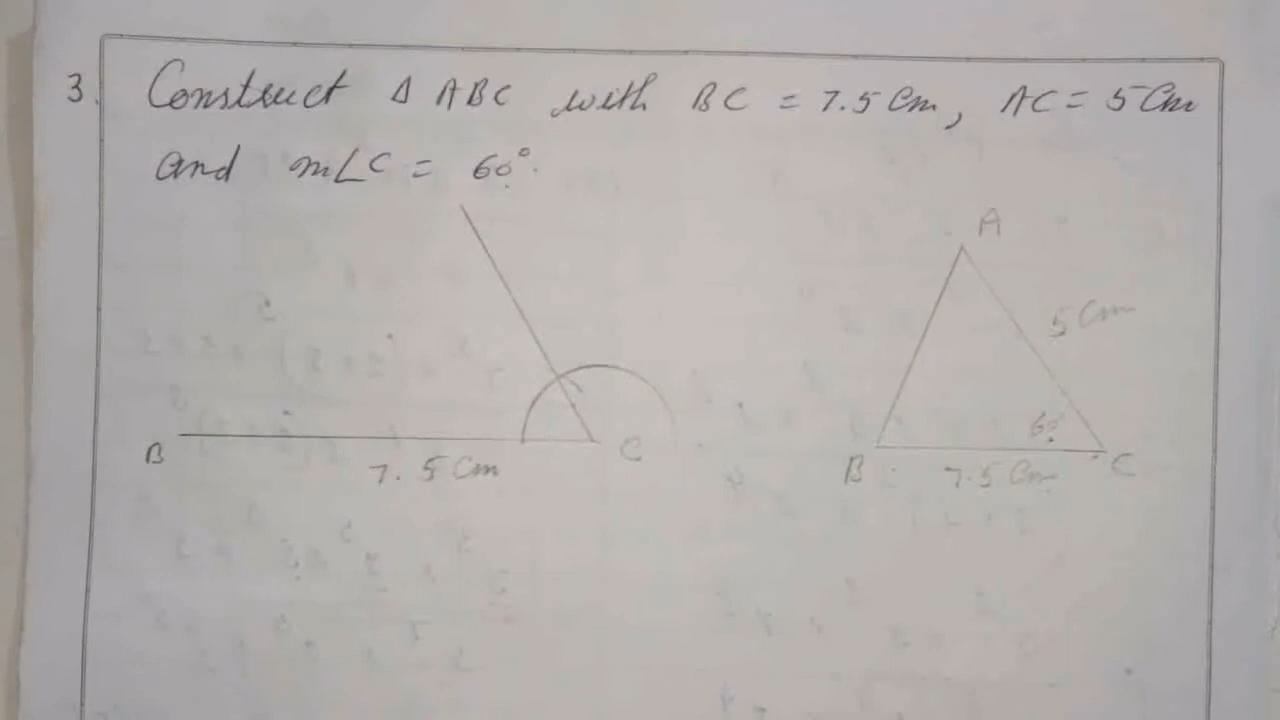 3. Construct Δ ABC with BC = 7.5 Cm, AC = 5 Cm
and m∠C = 60°.
A
5 Cm
60°
B
7.5 Cm
C
B
7.5 Cm
C